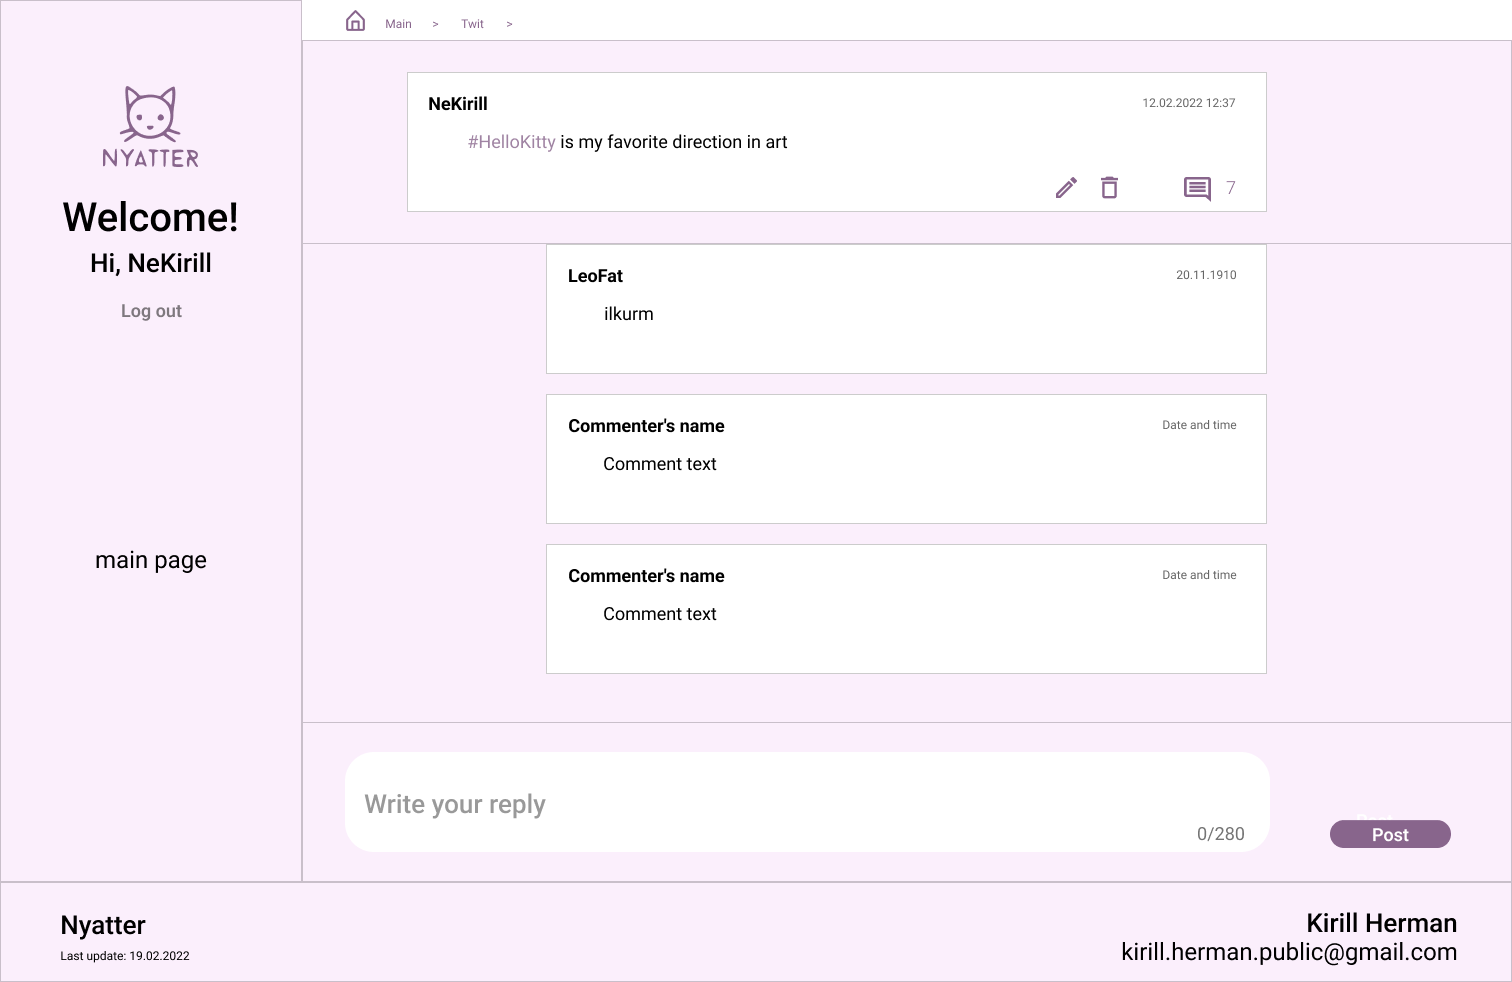 Main > Twit >
NYATTER
Welcome!
Hi, NeKirill
Log out
main page
NeKirill 12.02.2022 12:37
#HelloKitty is my favorite direction in art
7
LeoFat 20.11.1910
ilkurm
Commenter's name Date and time
Comment text
Commenter's name Date and time
Comment text
Write your reply
0/280
Post
Nyatter
Last update: 19.02.2022
Kirill Herman
kirill.herman.public@gmail.com